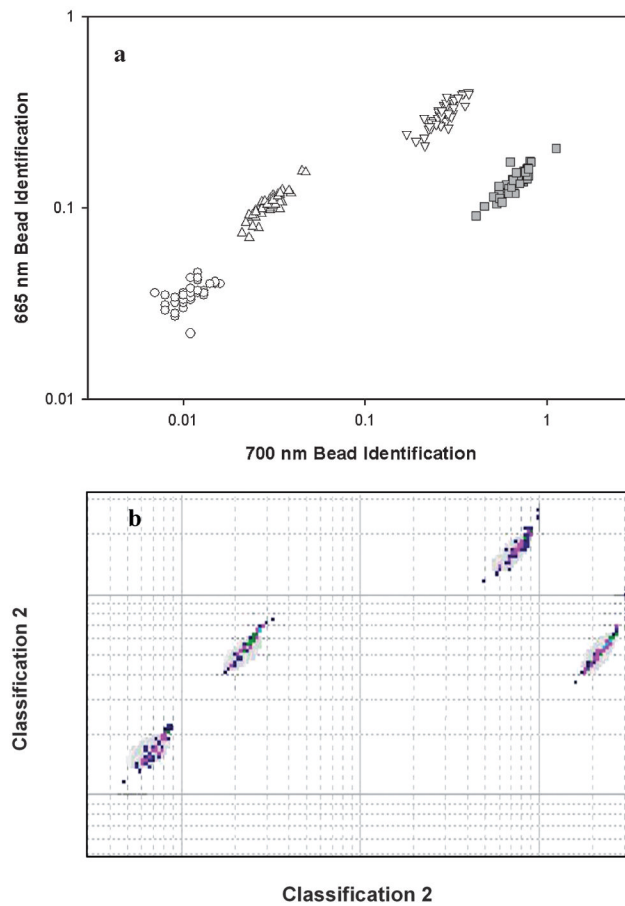 1
a
0.1
665 nm Bead Identification
0.01
0.01 0.1 1
700 nm Bead Identification
b
Classification 2
Classification 2